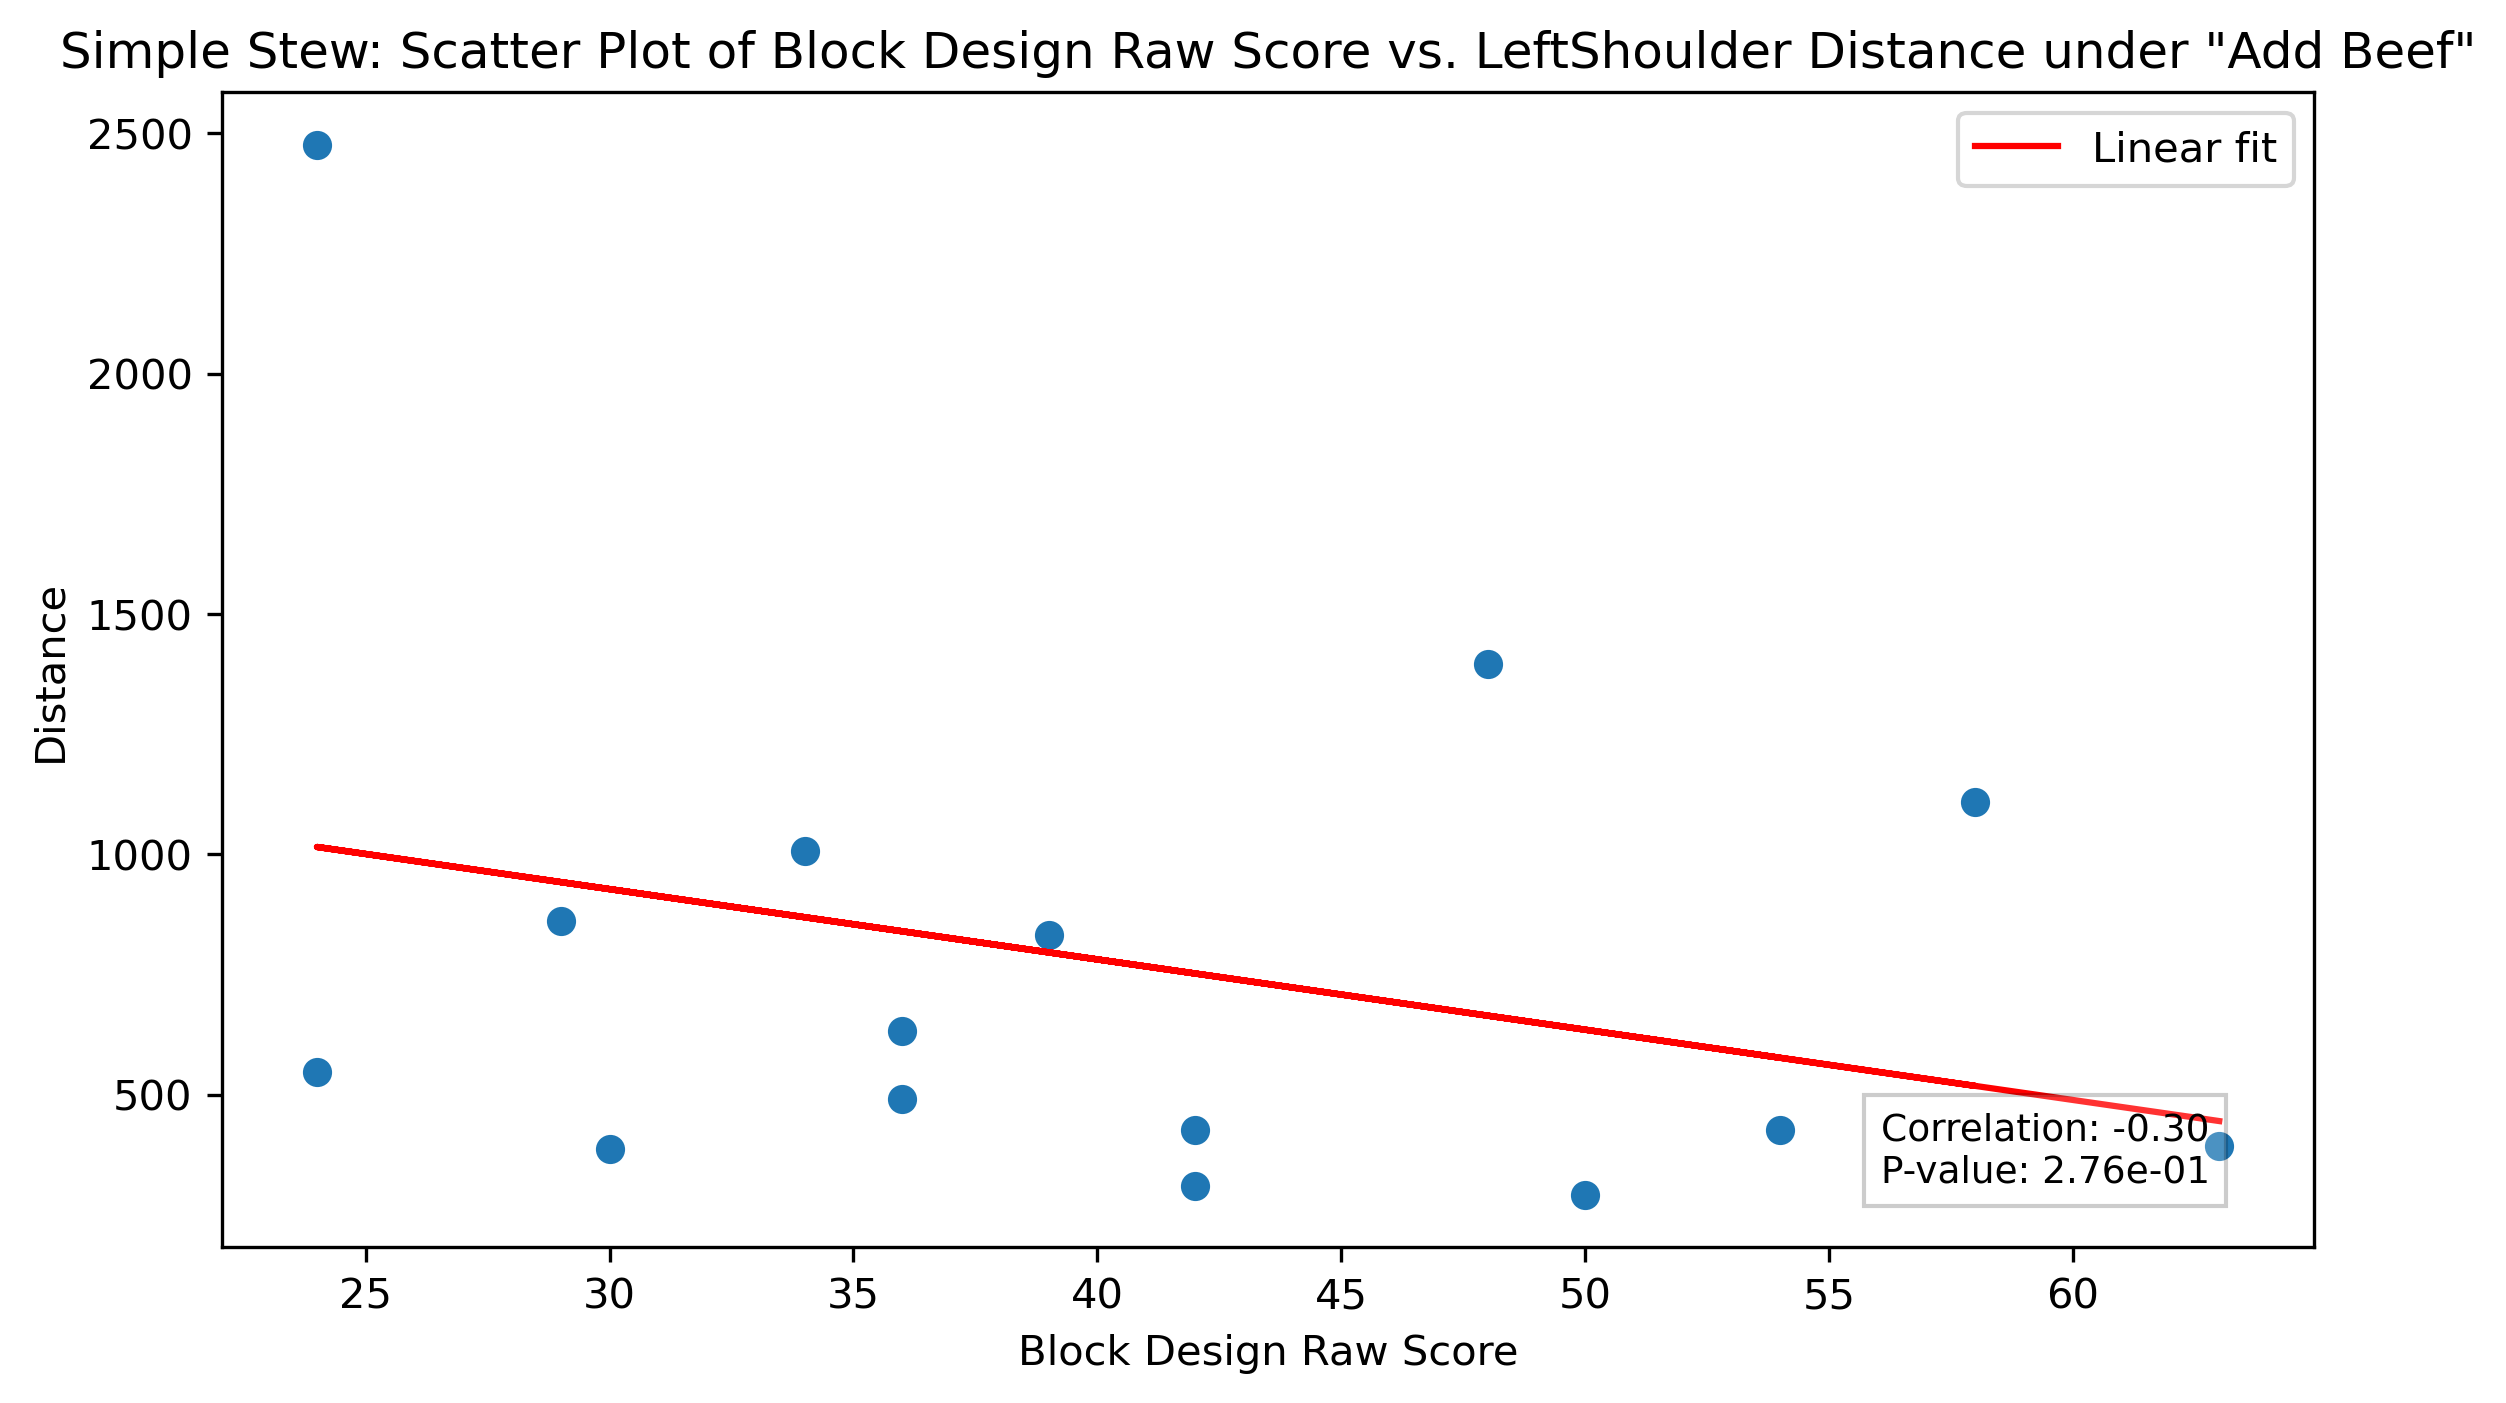 Simple Stew: Scatter Plot of Block Design Raw Score vs. LeftShoulder Distance under "Add Beef"
Linear fit
2500
2000
1500
1000
500
Distance
Correlation: -0.30
P-value: 2.76e-01
25 30 35 40 45 50 55 60
Block Design Raw Score